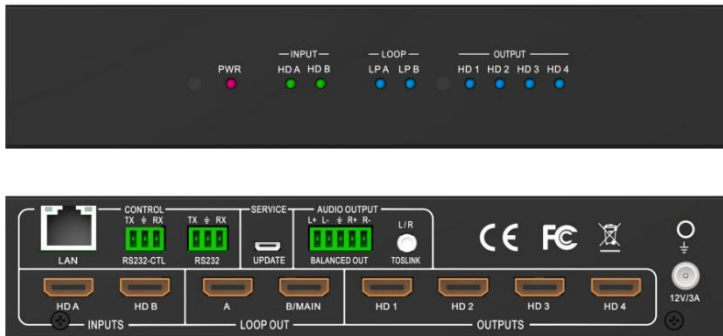 INPUT
LOOP
OUTPUT
PWR
HD A
HD B
LP A
LP B
HD 1
HD 2
HD 3
HD 4
CONTROL
SERVICE
AUDIO OUTPUT
TX ⏚ RX
TX ⏚ RX
L+ L- ⏚ R+ R-
L/R
LAN
RS232-CTL
RS232
UPDATE
BALANCED OUT
TOSLINK
CE FC
12V/3A
HD A
HD B
A
B/MAIN
HD 1
HD 2
HD 3
HD 4
INPUTS
LOOP OUT
OUTPUTS